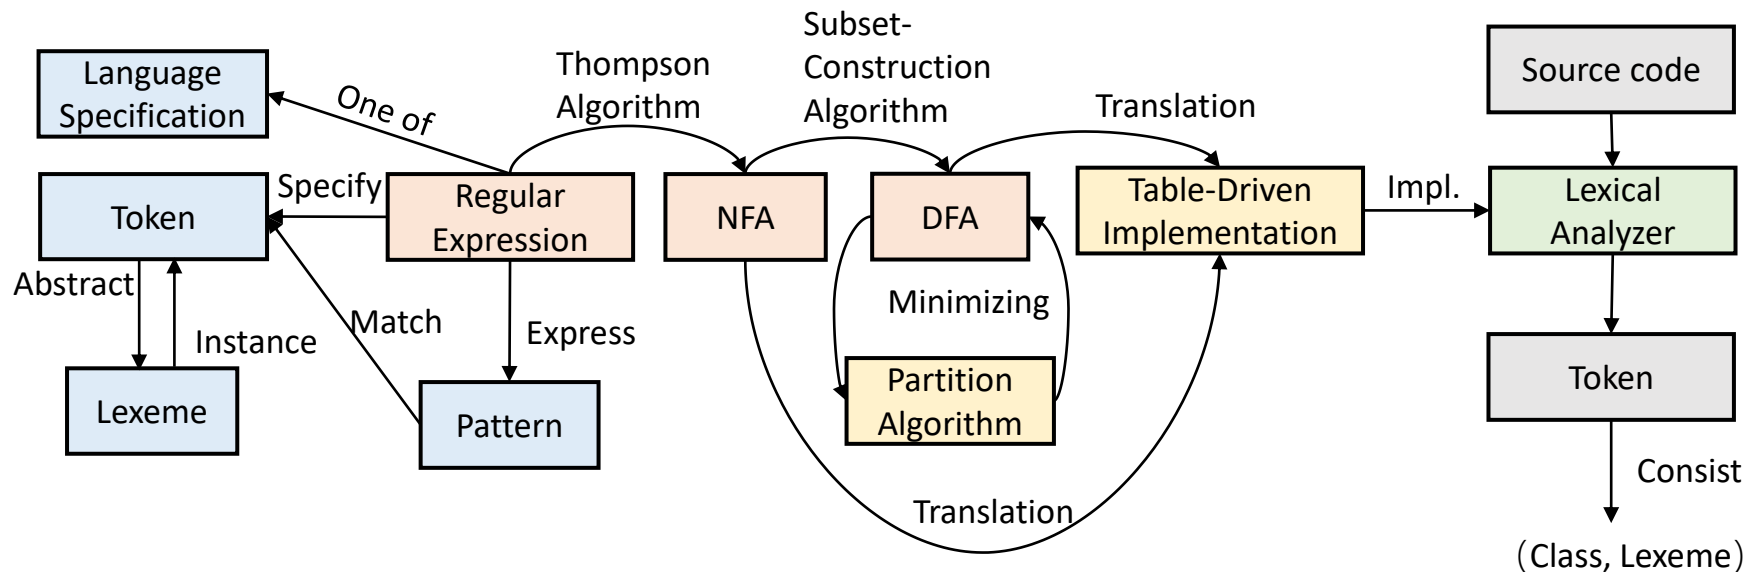 Language
Specification
One of
Thompson
Algorithm
Subset-
Construction
Algorithm
Translation
Source code
Token
Specify
Regular
Expression
NFA
DFA
Table-Driven
Implementation
Impl.
Lexical
Analyzer
Abstract
Instance
Match
Express
Minimizing
Lexeme
Pattern
Partition
Algorithm
Token
Translation
Consist
（Class, Lexeme）